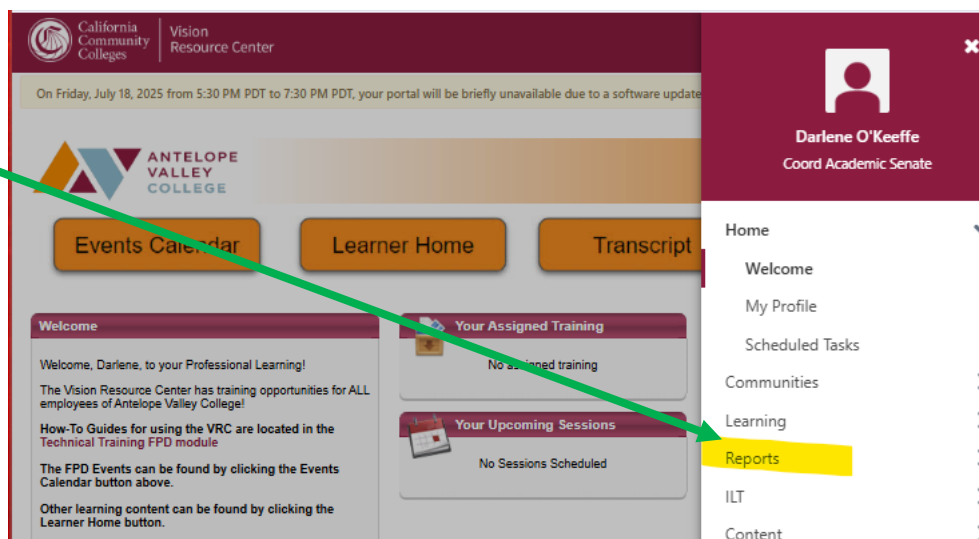 California
Community
Colleges
Vision
Resource Center
On Friday, July 18, 2025 from 5:30 PM PDT to 7:30 PM PDT, your portal will be briefly unavailable due to a software update
ANTELOPE
VALLEY
COLLEGE
Events Calendar
Learner Home
Transcript
Welcome
Welcome, Darlene, to your Professional Learning!
The Vision Resource Center has training opportunities for ALL
employees of Antelope Valley College!
How-To Guides for using the VRC are located in the
Technical Training FPD module
The FPD Events can be found by clicking the Events
Calendar button above.
Other learning content can be found by clicking the
Learner Home button.
Your Assigned Training
No assigned training
Your Upcoming Sessions
No Sessions Scheduled
Darlene O'Keeffe
Coord Academic Senate
Home
Welcome
My Profile
Scheduled Tasks
Communities
Learning
Reports
ILT
Content